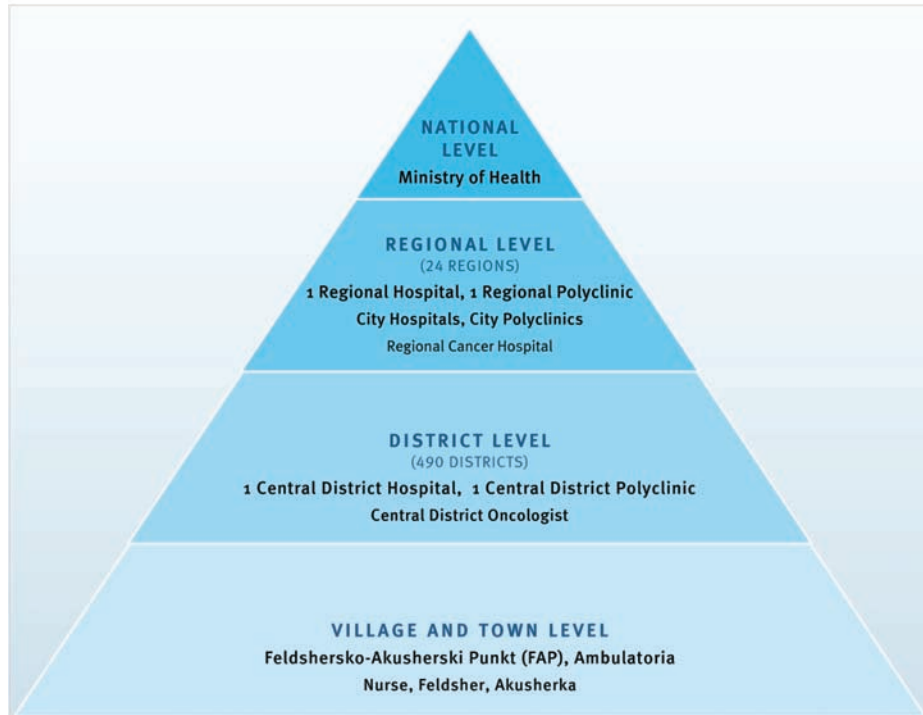 NATIONAL
LEVEL
Ministry of Health
REGIONAL LEVEL
(24 REGIONS)
1 Regional Hospital, 1 Regional Polyclinic
City Hospitals, City Polyclinics
Regional Cancer Hospital
DISTRICT LEVEL
(490 DISTRICTS)
1 Central District Hospital, 1 Central District Polyclinic
Central District Oncologist
VILLAGE AND TOWN LEVEL
Feldshersko-Akusherski Punkt (FAP), Ambulatoria
Nurse, Feldsher, Akusherka